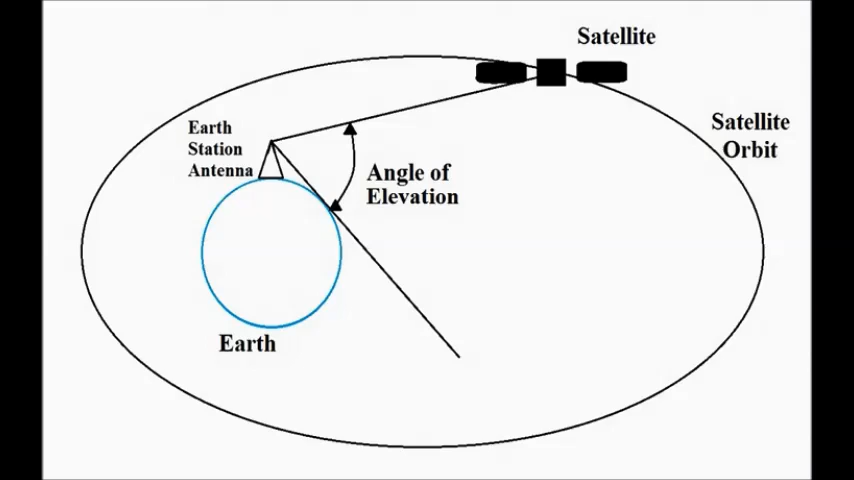 Satellite
Satellite
Orbit
Earth
Station
Antenna
Angle of
Elevation
Earth